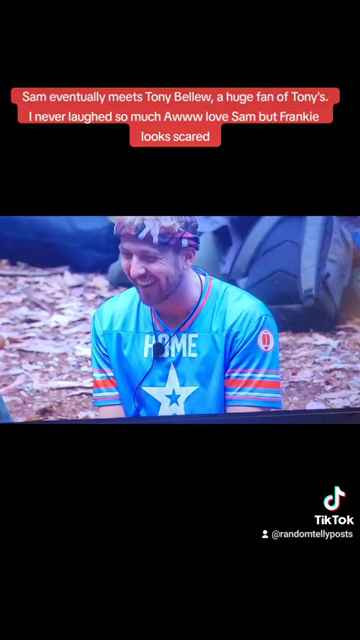 Sam eventually meets Tony Bellew, a huge fan of Tony's.
I never laughed so much Awww love Sam but Frankie
looks scared
HOME
TikTok
@randomtellyposts